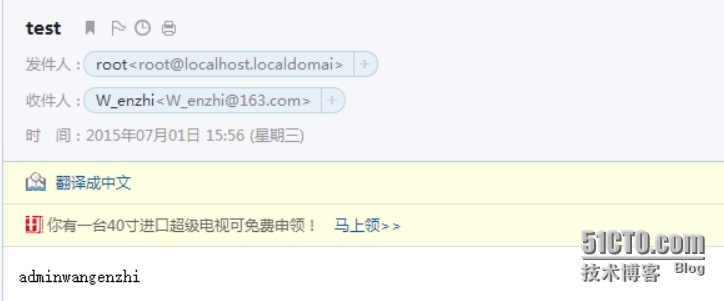 test
发件人：root<root@localhost.localdomai> +
收件人：W_enzhi<W_enzhi@163.com> +
时 间：2015年07月01日 15:56 (星期三)
翻译成中文
你有一台40寸进口超级电视可免费申领！ 马上领>>
adminwangenzhi
51CTO.com
技术博客 Blog